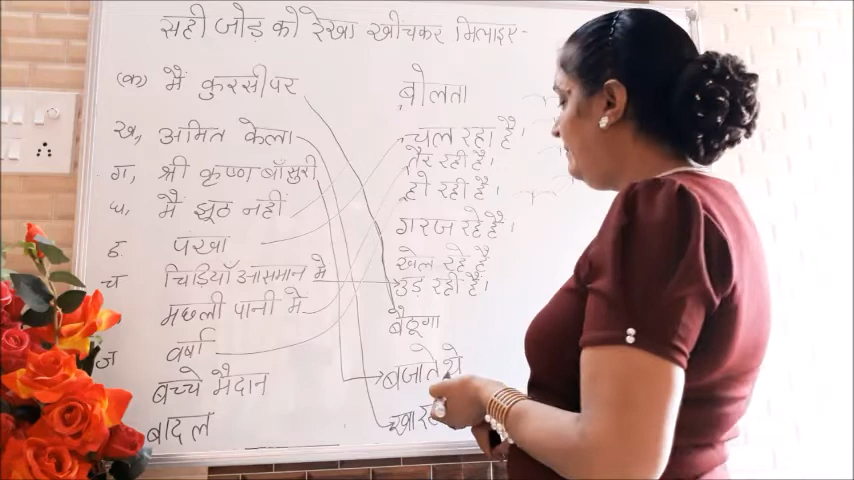 सही जोड़ को रेखा खींचकर मिलाइए-
(क) मैं कुरसी पर
बोलता
ख, अमित केला
चल रहा है।
ग, श्री कृष्ण बाँसुरी
तैर रही है।
घ, मैं झूठ नहीं
हो रही है।
ङ पंखा
गरज रहे हैं।
च चिड़ियाँ आसमान में
खेल रहे हैं
उड़ रही हैं।
मछली पानी में
बैठूगा
ज वर्षा
बच्चे मैदान
बजाते थे
बादल
खा